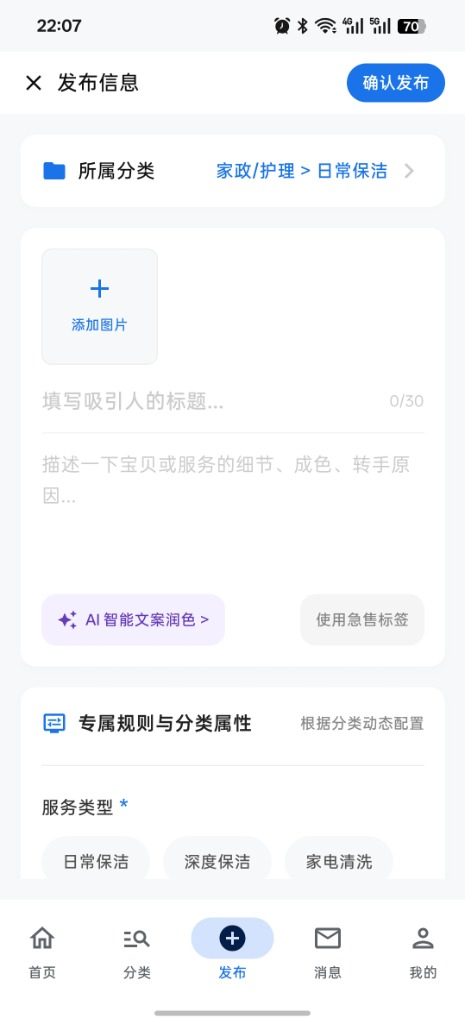 22:07
4G 5G 70
发布信息
确认发布
所属分类
家政/护理 > 日常保洁
添加图片
填写吸引人的标题...
0/30
描述一下宝贝或服务的细节、成色、转手原
因...
AI 智能文案润色 >
使用急售标签
专属规则与分类属性
根据分类动态配置
服务类型 *
日常保洁
深度保洁
家电清洗
首页
分类
发布
消息
我的